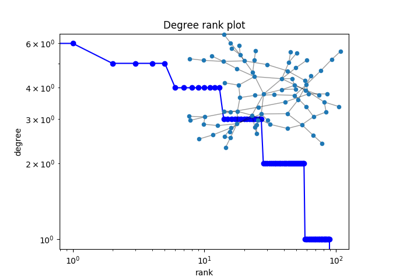 Degree rank plot
6 × 10⁰
4 × 10⁰
3 × 10⁰
2 × 10⁰
10⁰
degree
10⁰ 10¹ 10²
rank